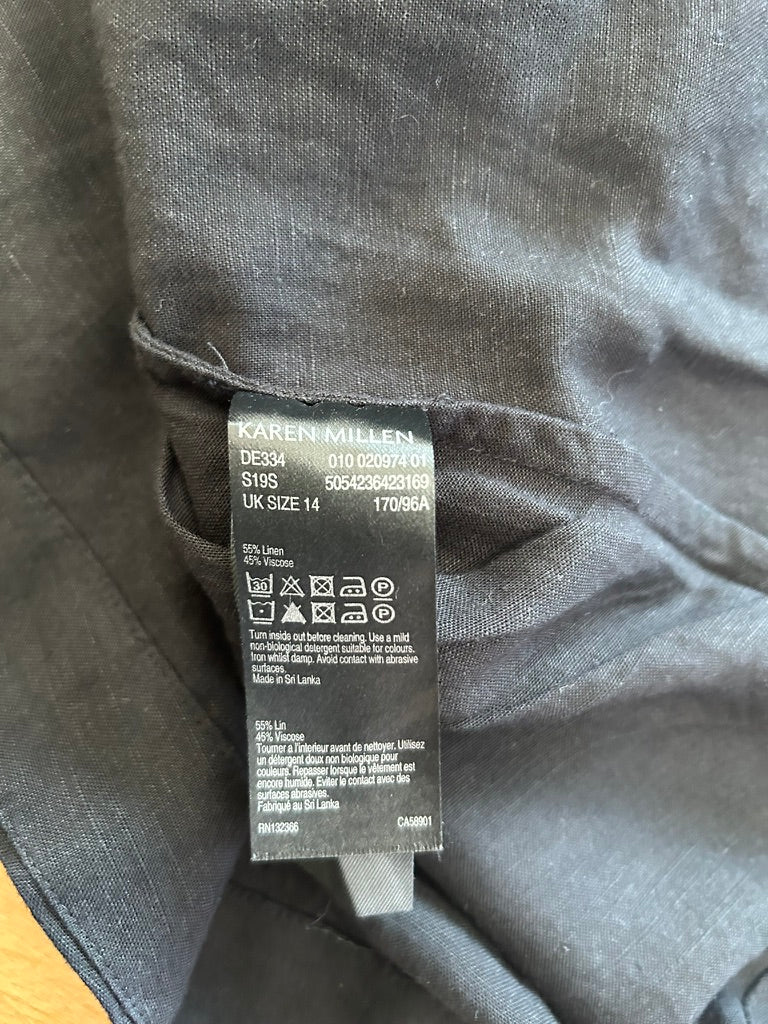 KAREN MILLEN
DE334 010 020974 01
S19S 5054236423169
UK SIZE 14 170/96A
55% Linen
45% Viscose
30 P
P
Turn inside out before cleaning. Use a mild
non-biological detergent suitable for colours.
Iron whilst damp. Avoid contact with abrasive
surfaces.
Made in Sri Lanka
55% Lin
45% Viscose
Tourner a l'interieur avant de nettoyer. Utilisez
un détergent doux non biologique pour
couleurs. Repasser lorsque le vêtement est
encore humide. Eviter le contact avec des
surfaces abrasives.
Fabriqué au Sri Lanka
RN132366 CA58901